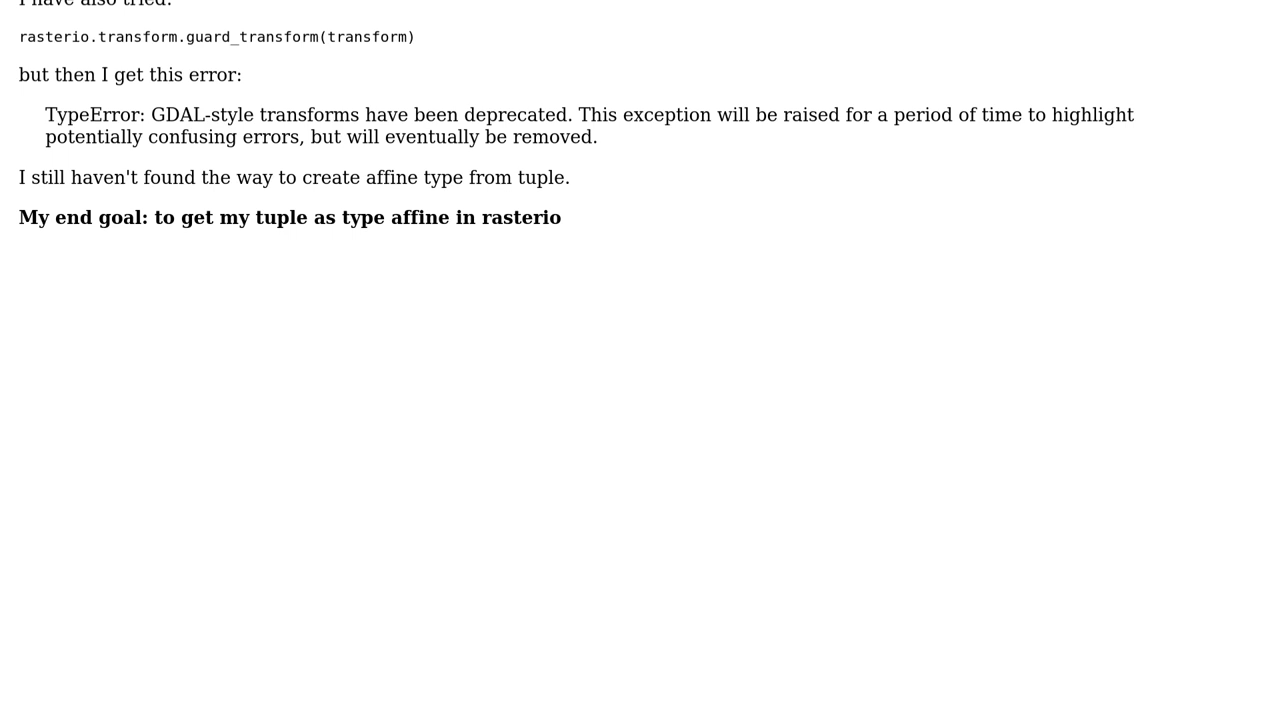 I have also tried:
rasterio.transform.guard_transform(transform)
but then I get this error:
TypeError: GDAL-style transforms have been deprecated. This exception will be raised for a period of time to highlight
potentially confusing errors, but will eventually be removed.
I still haven't found the way to create affine type from tuple.
My end goal: to get my tuple as type affine in rasterio